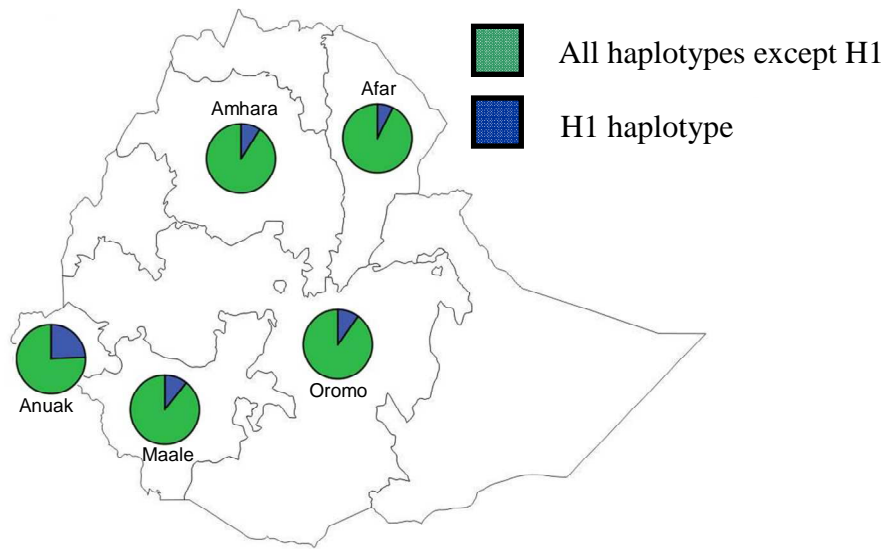 All haplotypes except H1
H1 haplotype
Afar
Amhara
Oromo
Anuak
Maale